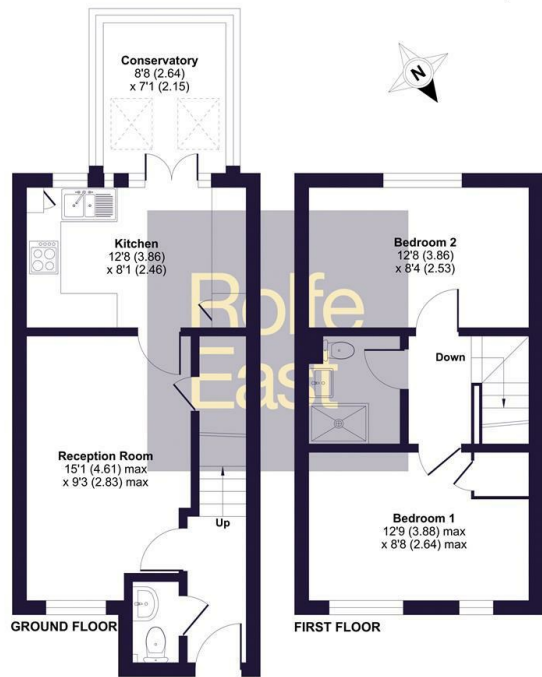 Conservatory
8'8 (2.64)
x 7'1 (2.15)
N
Kitchen
12'8 (3.86)
x 8'1 (2.46)
Bedroom 2
12'8 (3.86)
x 8'4 (2.53)
Rolfe
East
Down
Reception Room
15'1 (4.61) max
x 9'3 (2.83) max
Up
Bedroom 1
12'9 (3.88) max
x 8'8 (2.64) max
GROUND FLOOR
FIRST FLOOR